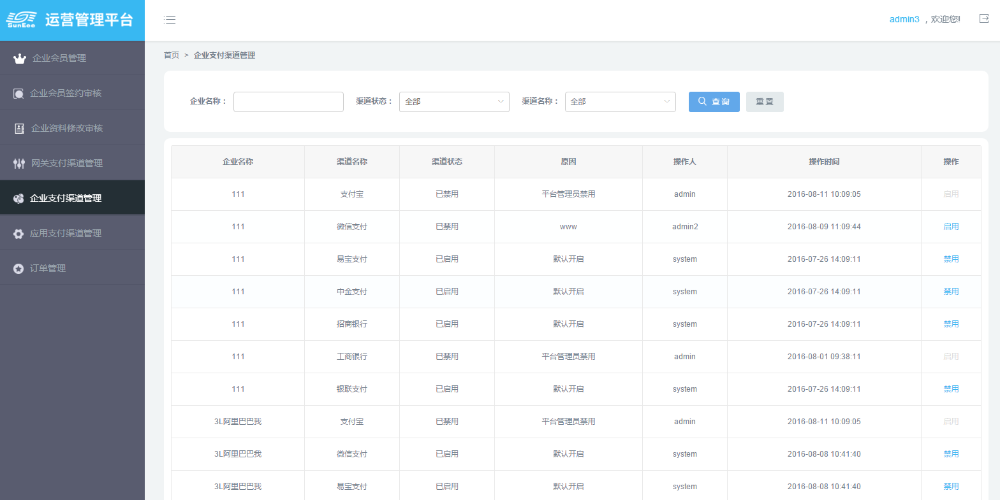 SunEee 运营管理平台
admin3 ，欢迎您!
企业会员管理
企业会员签约审核
企业资料修改审核
网关支付渠道管理
企业支付渠道管理
应用支付渠道管理
订单管理
首页 > 企业支付渠道管理
企业名称： 渠道状态： 全部 渠道名称： 全部 查询 重置
企业名称 渠道名称 渠道状态 原因 操作人 操作时间 操作
111 支付宝 已禁用 平台管理员禁用 admin 2016-08-11 10:09:05 启用
111 微信支付 已禁用 www admin2 2016-08-09 11:09:44 启用
111 易宝支付 已启用 默认开启 system 2016-07-26 14:09:11 禁用
111 中金支付 已启用 默认开启 system 2016-07-26 14:09:11 禁用
111 招商银行 已启用 默认开启 system 2016-07-26 14:09:11 禁用
111 工商银行 已禁用 平台管理员禁用 admin 2016-08-01 09:38:11 启用
111 银联支付 已启用 默认开启 system 2016-07-26 14:09:11 禁用
3L阿里巴巴我 支付宝 已禁用 平台管理员禁用 admin 2016-08-11 10:09:05 启用
3L阿里巴巴我 微信支付 已启用 默认开启 system 2016-08-08 10:41:40 禁用
3L阿里巴巴我 易宝支付 已启用 默认开启 system 2016-08-08 10:41:40 禁用